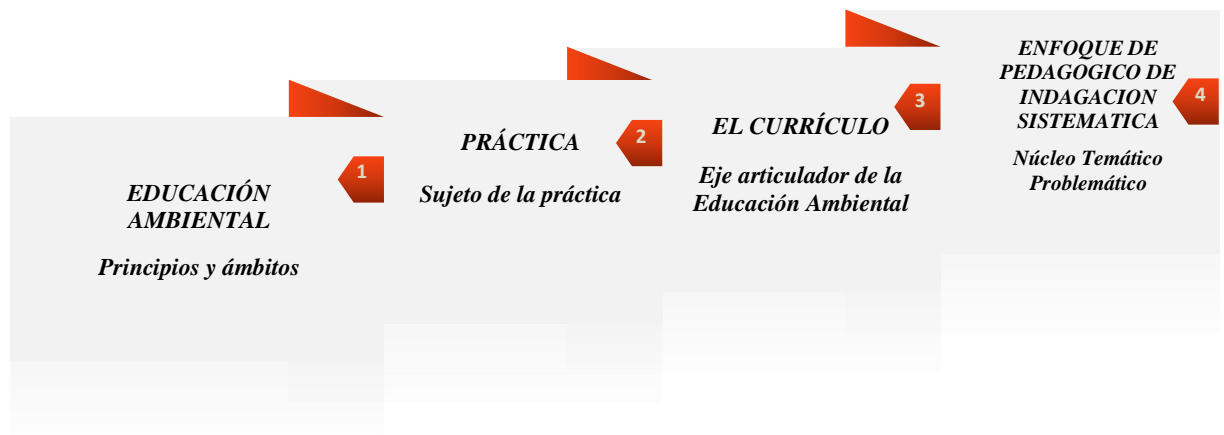 EDUCACIÓN
AMBIENTAL
Principios y ámbitos
1
PRÁCTICA
Sujeto de la práctica
2
EL CURRÍCULO
Eje articulador de la
Educación Ambiental
3
ENFOQUE DE
PEDAGOGICO DE
INDAGACION
SISTEMATICA
Núcleo Temático
Problemático
4